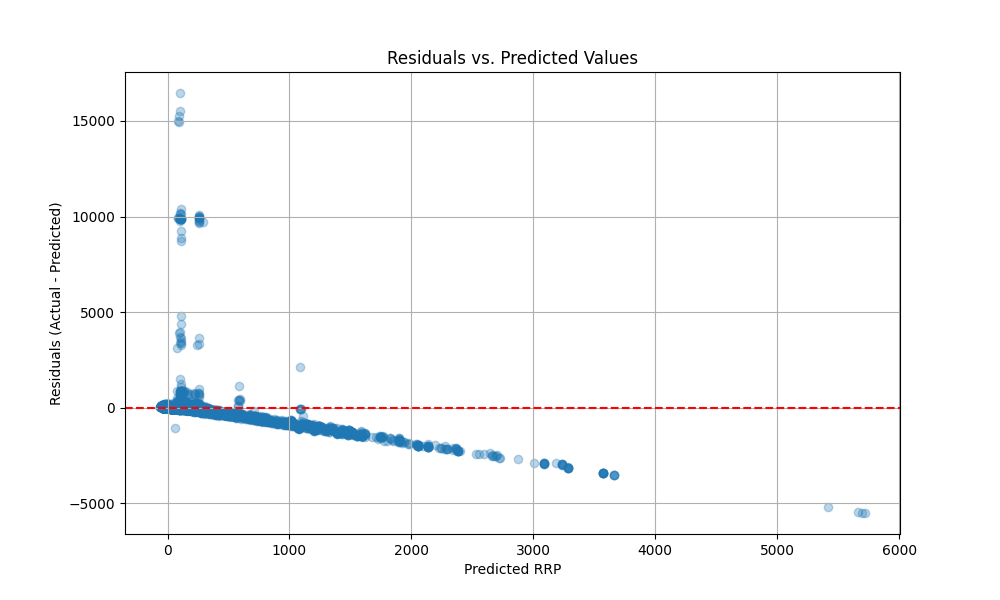 Residuals vs. Predicted Values
Residuals (Actual - Predicted)
15000
10000
5000
0
−5000
0 1000 2000 3000 4000 5000 6000
Predicted RRP